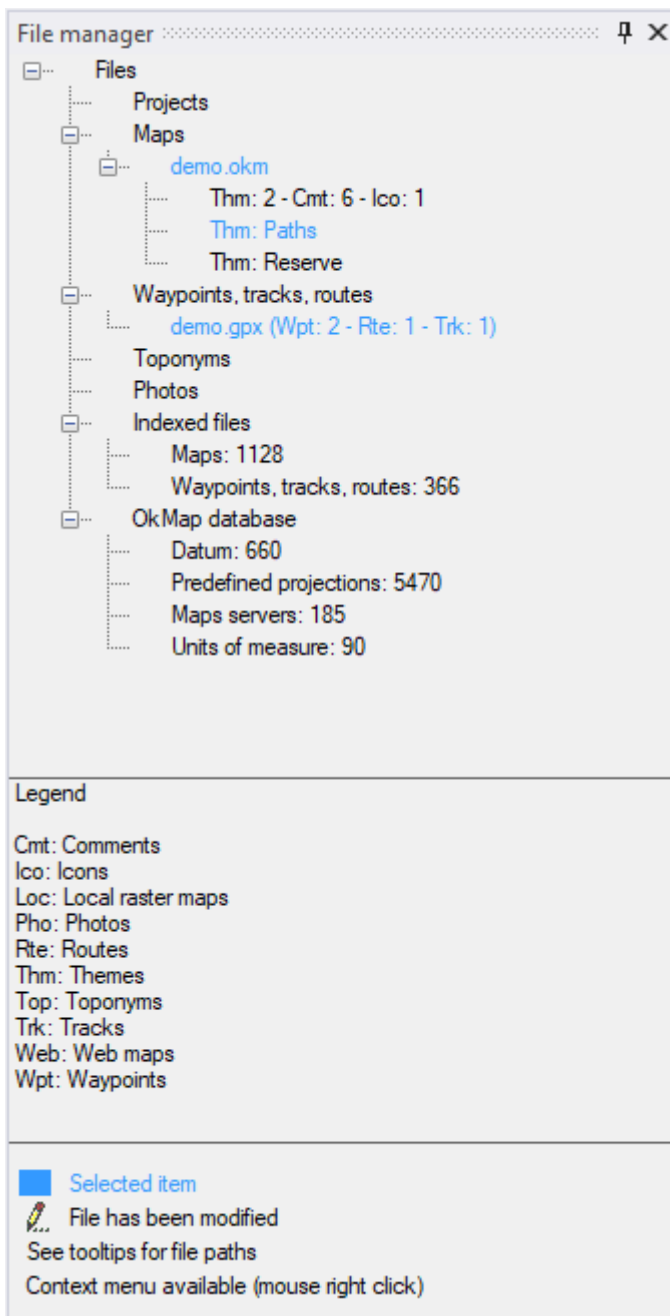 File manager
Files
Projects
Maps
demo.okm
Thm: 2 - Cmt: 6 - Ico: 1
Thm: Paths
Thm: Reserve
Waypoints, tracks, routes
demo.gpx (Wpt: 2 - Rte: 1 - Trk: 1)
Toponyms
Photos
Indexed files
Maps: 1128
Waypoints, tracks, routes: 366
OkMap database
Datum: 660
Predefined projections: 5470
Maps servers: 185
Units of measure: 90
Legend
Cmt: Comments
Ico: Icons
Loc: Local raster maps
Pho: Photos
Rte: Routes
Thm: Themes
Top: Toponyms
Trk: Tracks
Web: Web maps
Wpt: Waypoints
Selected item
File has been modified
See tooltips for file paths
Context menu available (mouse right click)